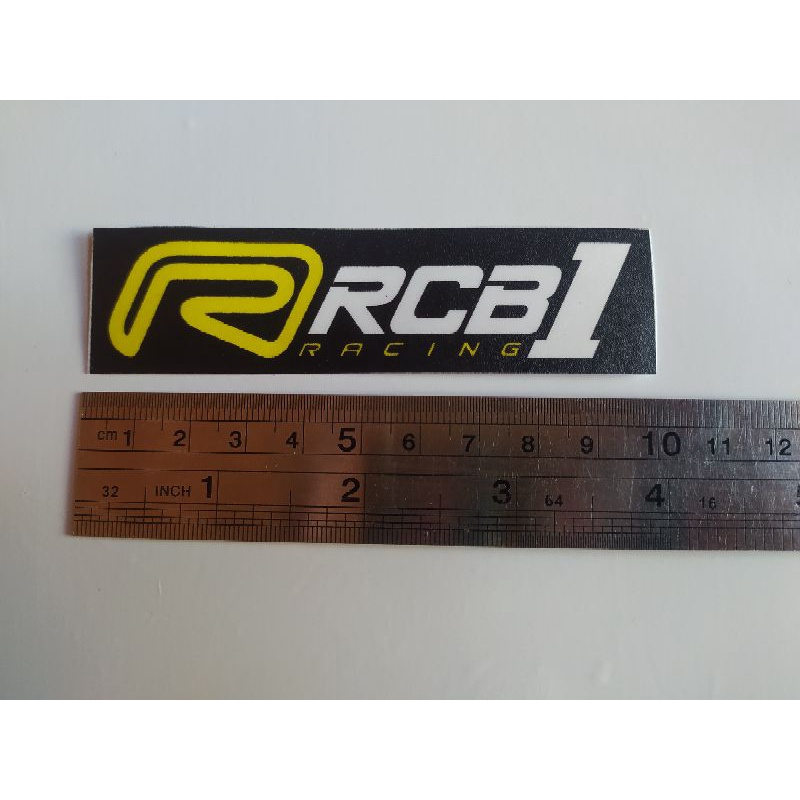 RCB1
RACING
cm 1 2 3 4 5 6 7 8 9 10 11 12
32 INCH 1 2 3 64 4 16